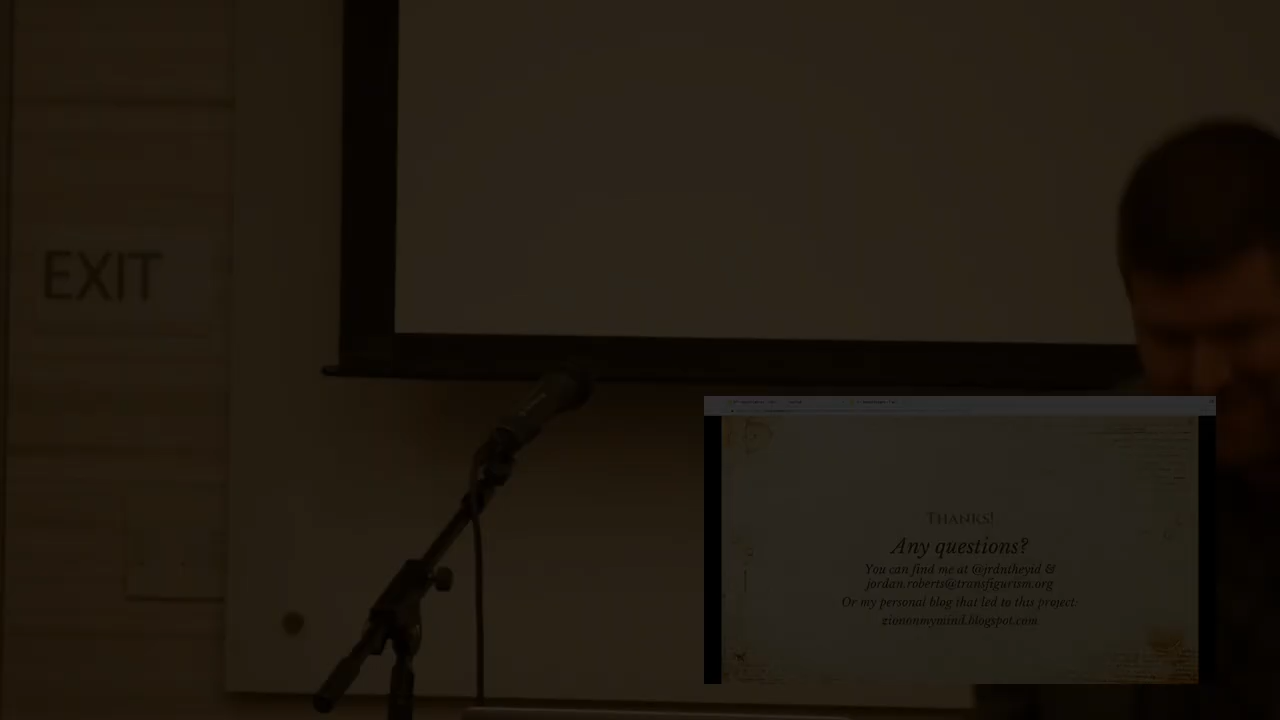 EXIT
THANKS!
Any questions?
You can find me at @jrdntheyid &
jordan.roberts@transfigurism.org
Or my personal blog that led to this project:
ziononmymind.blogspot.com